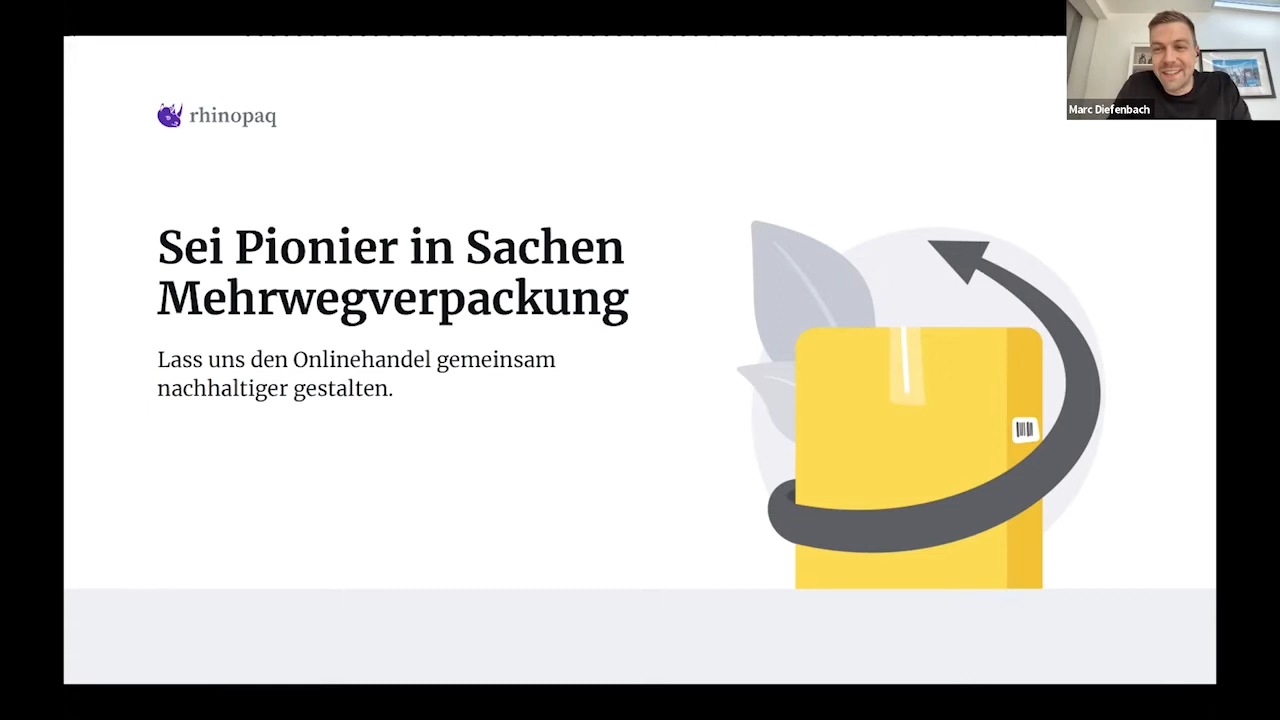 Marc Diefenbach
rhinopaq
Sei Pionier in Sachen
Mehrwegverpackung
Lass uns den Onlinehandel gemeinsam
nachhaltiger gestalten.